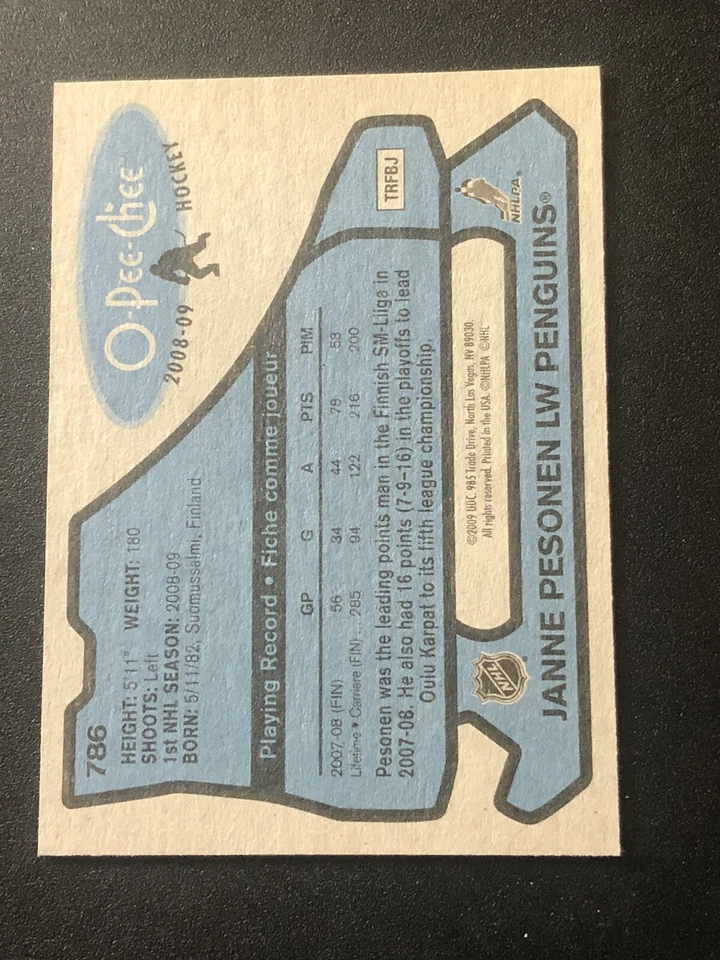 786
O-Pee-Chee™
2008-09 HOCKEY
HEIGHT: 5'11" WEIGHT: 180
SHOOTS: Left
1st NHL SEASON: 2008-09
BORN: 5/11/82, Suomussalmi, Finland
Playing Record • Fiche comme joueur
GP G A PTS PIM
2007-08 (FIN) 56 34 44 78 58
Lifetime • Carriere (FIN) ... 285 94 122 216 200
TRFBJ
Pesonen was the leading points man in the Finnish SM-Liiga in
2007-08. He also had 16 points (7-9–16) in the playoffs to lead
Oulu Karpat to its fifth league championship.
©2009 UDC. 985 Trade Drive, North Las Vegas, NV 89030.
All rights reserved. Printed in the USA. ©NHLPA ©NHL
NHL
NHLPA®
JANNE PESONEN LW PENGUINS®